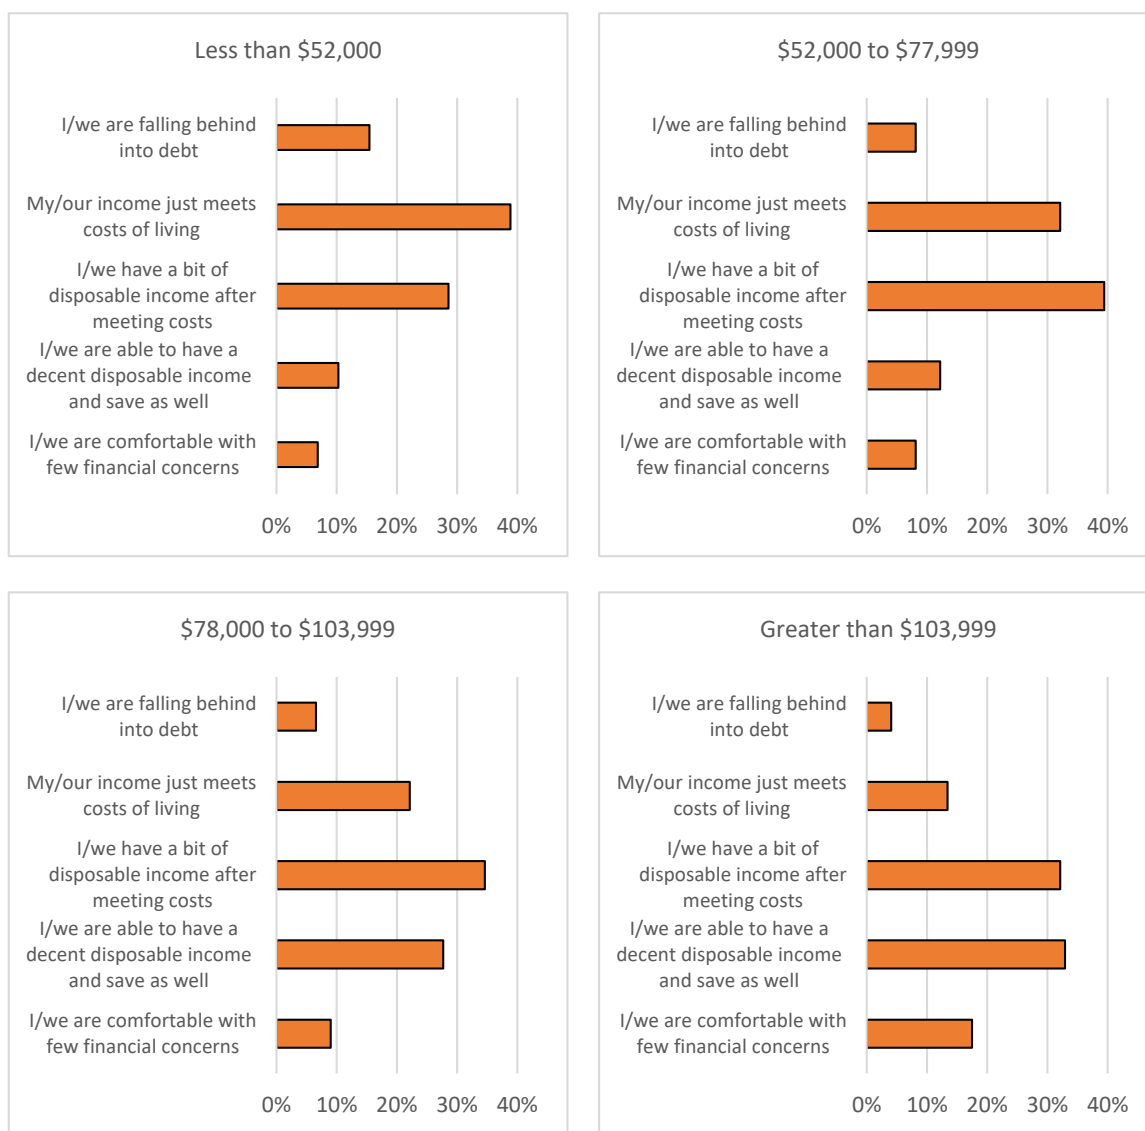 Less than $52,000
I/we are falling behind
into debt
My/our income just meets
costs of living
I/we have a bit of
disposable income after
meeting costs
I/we are able to have a
decent disposable income
and save as well
I/we are comfortable with
few financial concerns
0% 10% 20% 30% 40%
$52,000 to $77,999
I/we are falling behind
into debt
My/our income just meets
costs of living
I/we have a bit of
disposable income after
meeting costs
I/we are able to have a
decent disposable income
and save as well
I/we are comfortable with
few financial concerns
0% 10% 20% 30% 40%
$78,000 to $103,999
I/we are falling behind
into debt
My/our income just meets
costs of living
I/we have a bit of
disposable income after
meeting costs
I/we are able to have a
decent disposable income
and save as well
I/we are comfortable with
few financial concerns
0% 10% 20% 30% 40%
Greater than $103,999
I/we are falling behind
into debt
My/our income just meets
costs of living
I/we have a bit of
disposable income after
meeting costs
I/we are able to have a
decent disposable income
and save as well
I/we are comfortable with
few financial concerns
0% 10% 20% 30% 40%